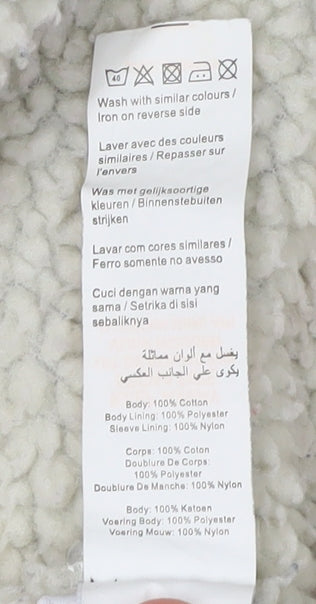 40
Wash with similar colours /
Iron on reverse side
Laver avec des couleurs
similaires / Repasser sur
l'envers
Was met gelijksoortige
kleuren / Binnenstebuiten
strijken
Lavar com cores similares /
Ferro somente no avesso
Cuci dengan warna yang
sama / Setrika di sisi
sebaliknya
يغسل مع ألوان مماثلة
يكوى علي الجانب العكسي
Body: 100% Cotton
Body Lining: 100% Polyester
Sleeve Lining: 100% Nylon
Corps: 100% Coton
Doublure De Corps:
100% Polyester
Doublure De Manche: 100% Nylon
Body: 100% Katoen
Voering Body: 100% Polyester
Voering Mouw: 100% Nylon